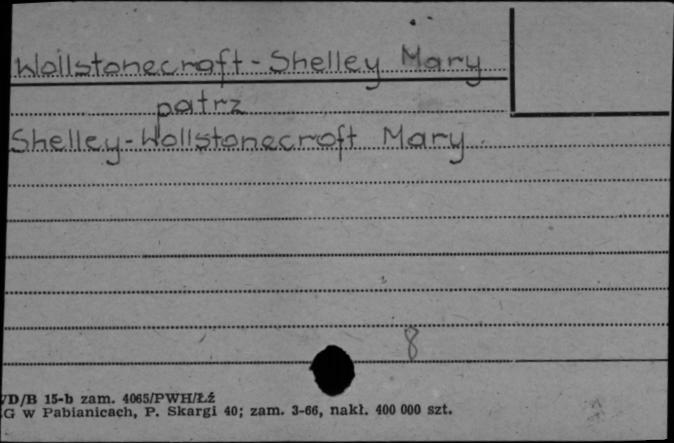 Wollstonecraft-Shelley Mary
patrz
Shelley-Wollstonecroft Mary.
8
/D/B 15-b zam. 4065/PWH/Łź
G w Pabianicach, P. Skargi 40; zam. 3-66, nakł. 400 000 szt.